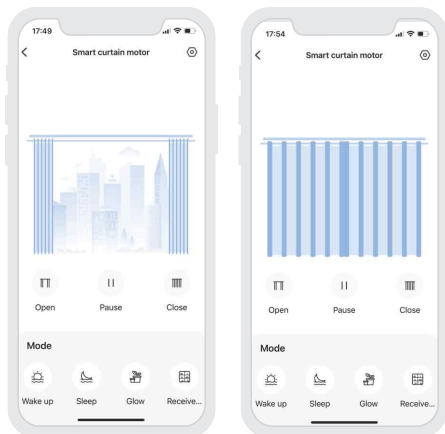 17:49
Smart curtain motor
Open Pause Close
Mode
Wake up Sleep Glow Receive...
17:54
Smart curtain motor
Open Pause Close
Mode
Wake up Sleep Glow Receive...